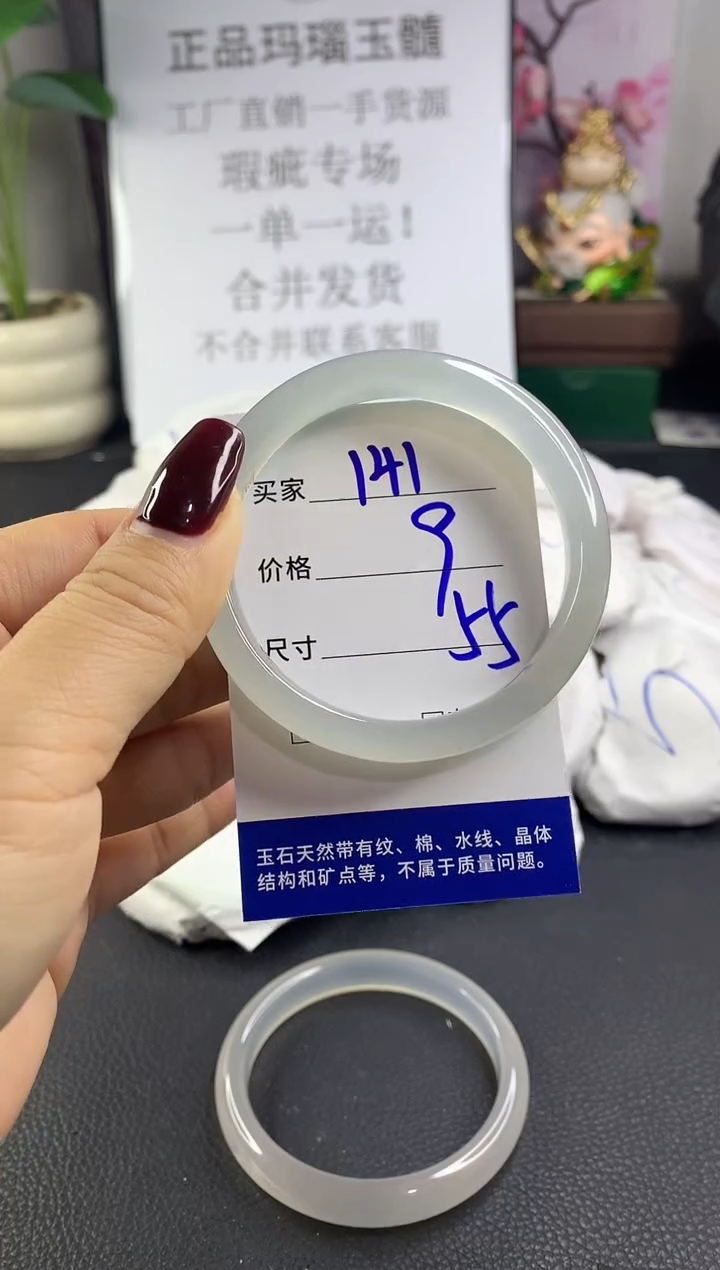 正品玛瑙玉髓
工厂直销一手货源
瑕疵专场
一单一运！
合并发货
不合并联系客服
买家 141
价格 9
尺寸 55
玉石天然带有纹、棉、水线、晶体
结构和矿点等，不属于质量问题。